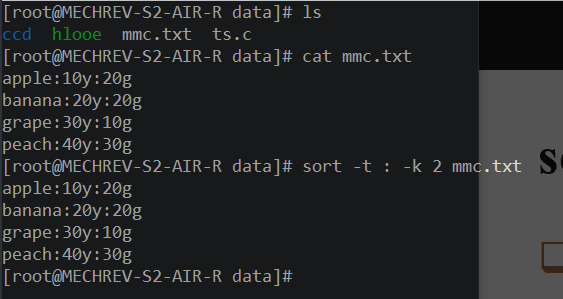 [root@MECHREV-S2-AIR-R data]# ls
ccd  hlooe  mmc.txt  ts.c
[root@MECHREV-S2-AIR-R data]# cat mmc.txt
apple:10y:20g
banana:20y:20g
grape:30y:10g
peach:40y:30g
[root@MECHREV-S2-AIR-R data]# sort -t : -k 2 mmc.txt
apple:10y:20g
banana:20y:20g
grape:30y:10g
peach:40y:30g
[root@MECHREV-S2-AIR-R data]#